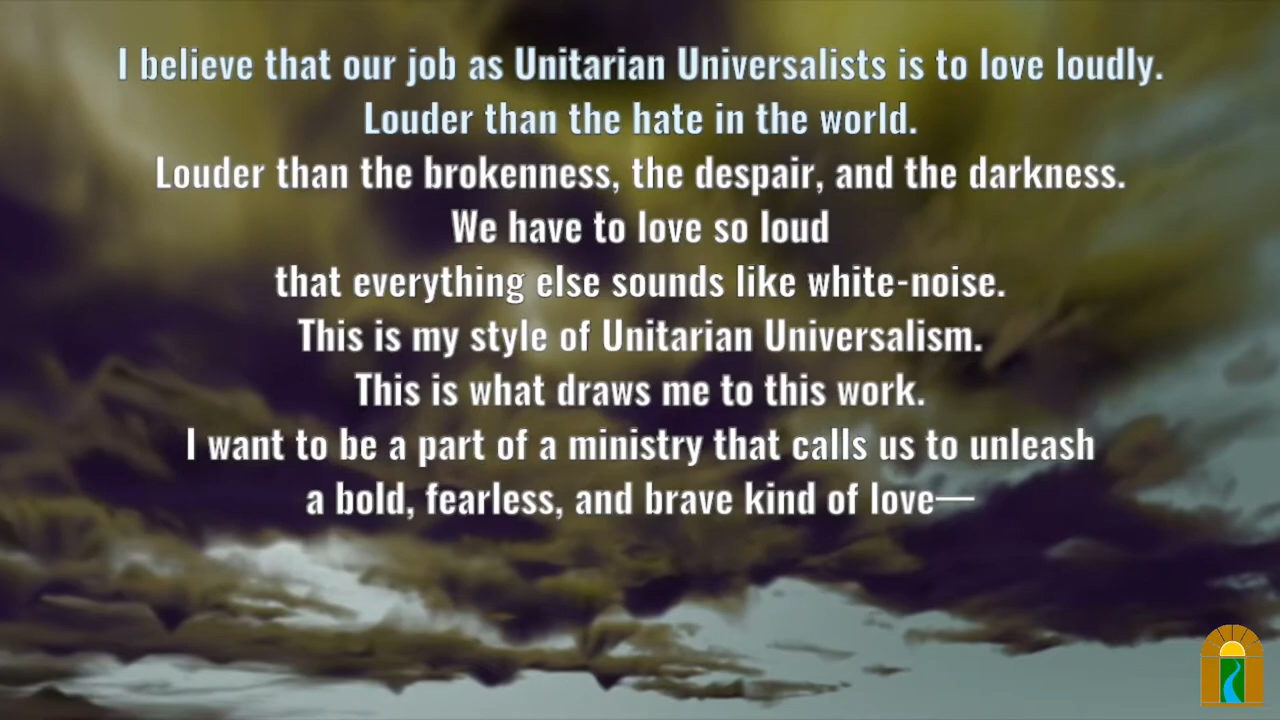 I believe that our job as Unitarian Universalists is to love loudly.
Louder than the hate in the world.
Louder than the brokenness, the despair, and the darkness.
We have to love so loud
that everything else sounds like white-noise.
This is my style of Unitarian Universalism.
This is what draws me to this work.
I want to be a part of a ministry that calls us to unleash
a bold, fearless, and brave kind of love—